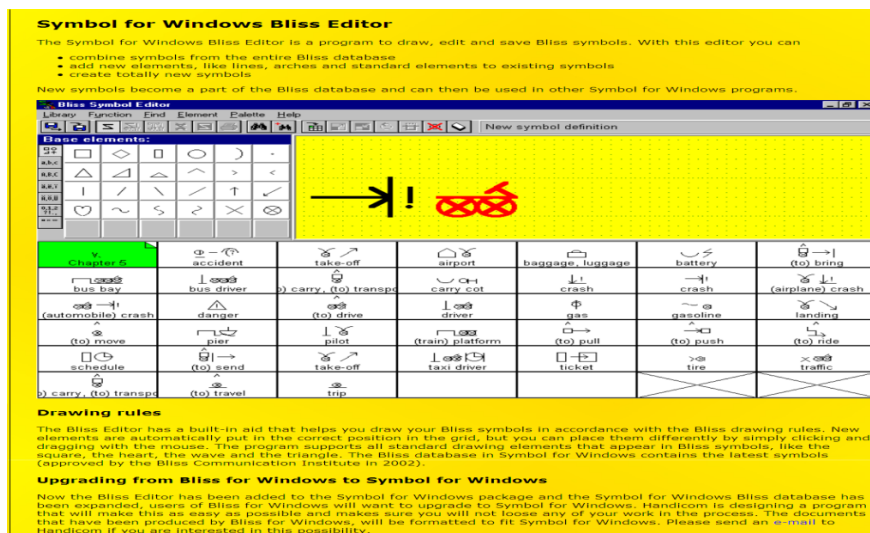 Symbol for Windows Bliss Editor
The Symbol for Windows Bliss Editor is a program to draw, edit and save Bliss symbols. With this editor you can
combine symbols from the entire Bliss database
add new elements, like lines, arches and standard elements to existing symbols
create totally new symbols
New symbols become a part of the Bliss database and can then be used in other Symbol for Windows programs.
Bliss Symbol Editor
Library Function Find Element Palette Help
New symbol definition
Base elements:
Chapter 5 accident take-off airport baggage, luggage battery (to) bring
bus bay bus driver o) carry, (to) transpo carry cot crash crash (airplane) crash
(automobile) crash danger (to) drive driver gas gasoline landing
(to) move pier pilot (train) platform (to) pull (to) push (to) ride
schedule (to) send take-off taxi driver ticket tire traffic
o) carry, (to) transpo (to) travel trip
Drawing rules
The Bliss Editor has a built-in aid that helps you draw your Bliss symbols in accordance with the Bliss drawing rules. New
elements are automatically put in the correct position in the grid, but you can place them differently by simply clicking and
dragging with the mouse. The program supports all standard drawing elements that appear in Bliss symbols, like the
square, the heart, the wave and the triangle. The Bliss database in Symbol for Windows contains the latest symbols
(approved by the Bliss Communication Institute in 2002).
Upgrading from Bliss for Windows to Symbol for Windows
Now the Bliss Editor has been added to the Symbol for Windows package and the Symbol for Windows Bliss database has
been expanded, users of Bliss for Windows will want to upgrade to Symbol for Windows. Handicom is designing a program
that will make this as easy as possible and makes sure you will not loose any of your work in the process. The documents
that have been produced by Bliss for Windows, will be formatted to fit Symbol for Windows. Please send an e-mail to
Handicom if you are interested in this possibility.